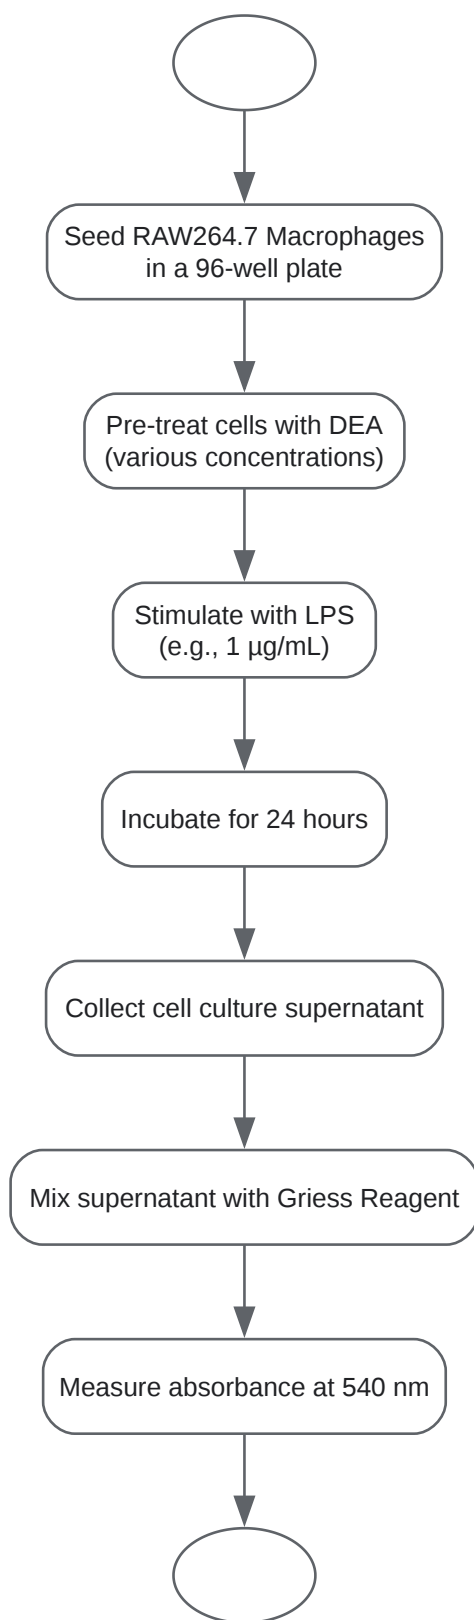 Seed RAW264.7 Macrophages
in a 96-well plate
Pre-treat cells with DEA
(various concentrations)
Stimulate with LPS
(e.g., 1 µg/mL)
Incubate for 24 hours
Collect cell culture supernatant
Mix supernatant with Griess Reagent
Measure absorbance at 540 nm